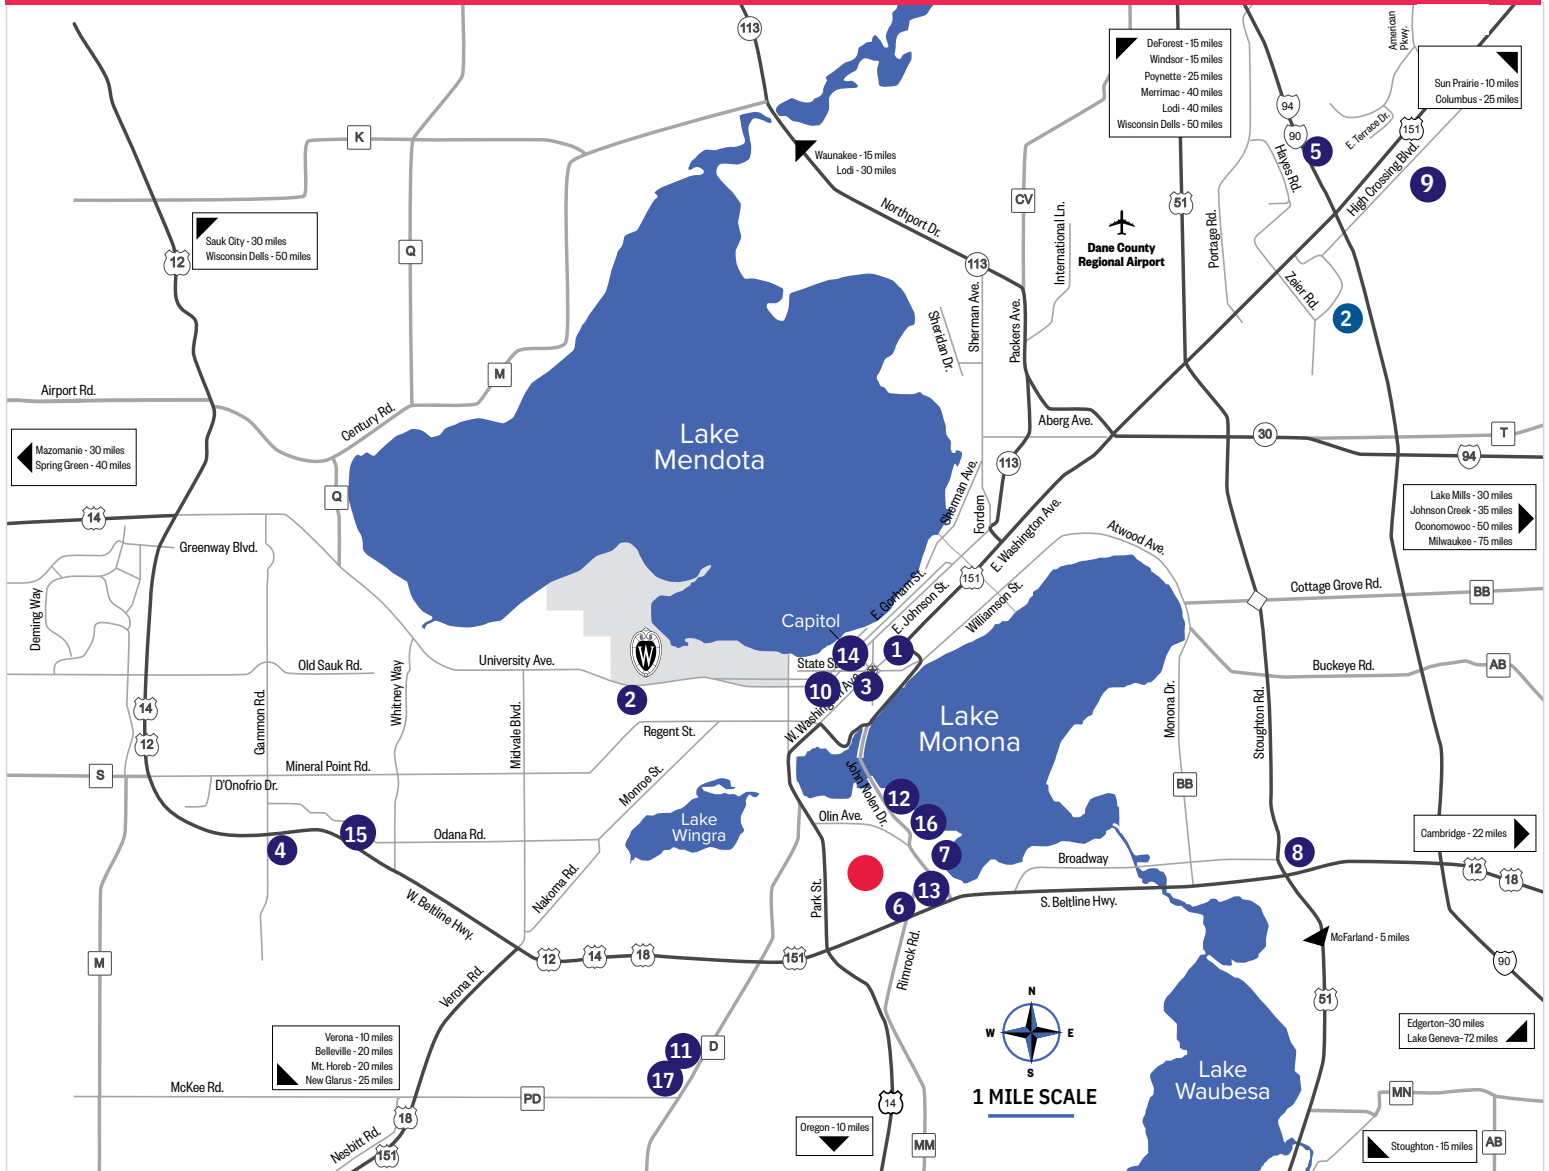 113
DeForest - 15 miles
Windsor - 15 miles
Poynette - 25 miles
Merrimac - 40 miles
Lodi - 40 miles
Wisconsin Dells - 50 miles
American
Pkwy.
Sun Prairie - 10 miles
Columbus - 25 miles
94
90
5
E. Terrace Dr.
151
K
Waunakee - 15 miles
Lodi - 30 miles
Hayes Rd.
High Crossing Blvd.
9
CV
51
Northport Dr.
International Ln.
Dane County
Regional Airport
Portage Rd.
Sauk City - 30 miles
Wisconsin Dells - 50 miles
12
Q
113
Zeier Rd.
2
Sheridan Dr.
Sherman Ave.
Packers Ave.
M
Airport Rd.
Century Rd.
Aberg Ave.
30
T
Lake
Mendota
Mazomanie - 30 miles
Spring Green - 40 miles
113
94
Q
Sherman Ave.
Fordem
E. Washington Ave.
Lake Mills - 30 miles
Johnson Creek - 35 miles
Oconomowoc - 50 miles
Milwaukee - 75 miles
14
Greenway Blvd.
Atwood Ave.
151
Deming Way
E. Gorham St.
E. Johnson St.
Williamson St.
Cottage Grove Rd.
BB
Capitol
W
14
1
Old Sauk Rd.
University Ave.
State St.
Buckeye Rd.
AB
2
10
3
Gammon Rd.
Whitney Way
Midvale Blvd.
W. Washington Ave.
Lake
Monona
Monona Dr.
Stoughton Rd.
14
12
Regent St.
S
Mineral Point Rd.
D'Onofrio Dr.
Monroe St.
John Nolen Dr.
BB
12
Lake
Wingra
Olin Ave.
16
4
15
Odana Rd.
7
Broadway
8
Cambridge - 22 miles
12
18
Nakoma Rd.
Park St.
13
6
S. Beltline Hwy.
W. Beltline Hwy.
McFarland - 5 miles
M
12
14
18
151
Rimrock Rd.
90
Verona Rd.
51
N
W
E
S
Verona - 10 miles
Belleville - 20 miles
Mt. Horeb - 20 miles
New Glarus - 25 miles
11
D
17
Edgerton-30 miles
Lake Geneva-72 miles
Lake
Waubesa
McKee Rd.
PD
1 MILE SCALE
14
MN
18
Nesbitt Rd.
151
Oregon - 10 miles
MM
Stoughton - 15 miles
AB